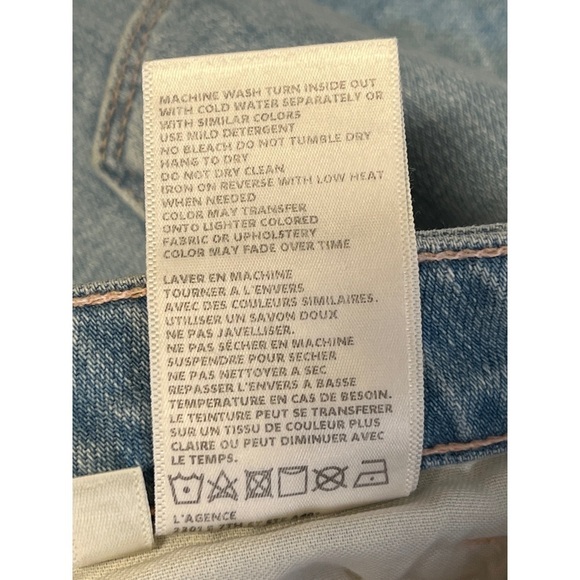 MACHINE WASH TURN INSIDE OUT
WITH COLD WATER SEPARATELY OR
WITH SIMILAR COLORS
USE MILD DETERGENT
NO BLEACH DO NOT TUMBLE DRY
HANG TO DRY
DO NOT DRY CLEAN
IRON ON REVERSE WITH LOW HEAT
WHEN NEEDED
COLOR MAY TRANSFER
ONTO LIGHTER COLORED
FABRIC OR UPHOLSTERY
COLOR MAY FADE OVER TIME
LAVER EN MACHINE
TOURNER A L'ENVERS
AVEC DES COULEURS SIMILAIRES.
UTILISER UN SAVON DOUX
NE PAS JAVELLISER.
NE PAS SÈCHER EN MACHINE
SUSPENDRE POUR SECHER
NE PAS NETTOYER A SEC
REPASSER L'ENVERS A BASSE
TEMPERATURE EN CAS DE BESOIN.
LE TEINTURE PEUT SE TRANSFERER
SUR UN TISSU DE COULEUR PLUS
CLAIRE OU PEUT DIMINUER AVEC
LE TEMPS.
L'AGENCE